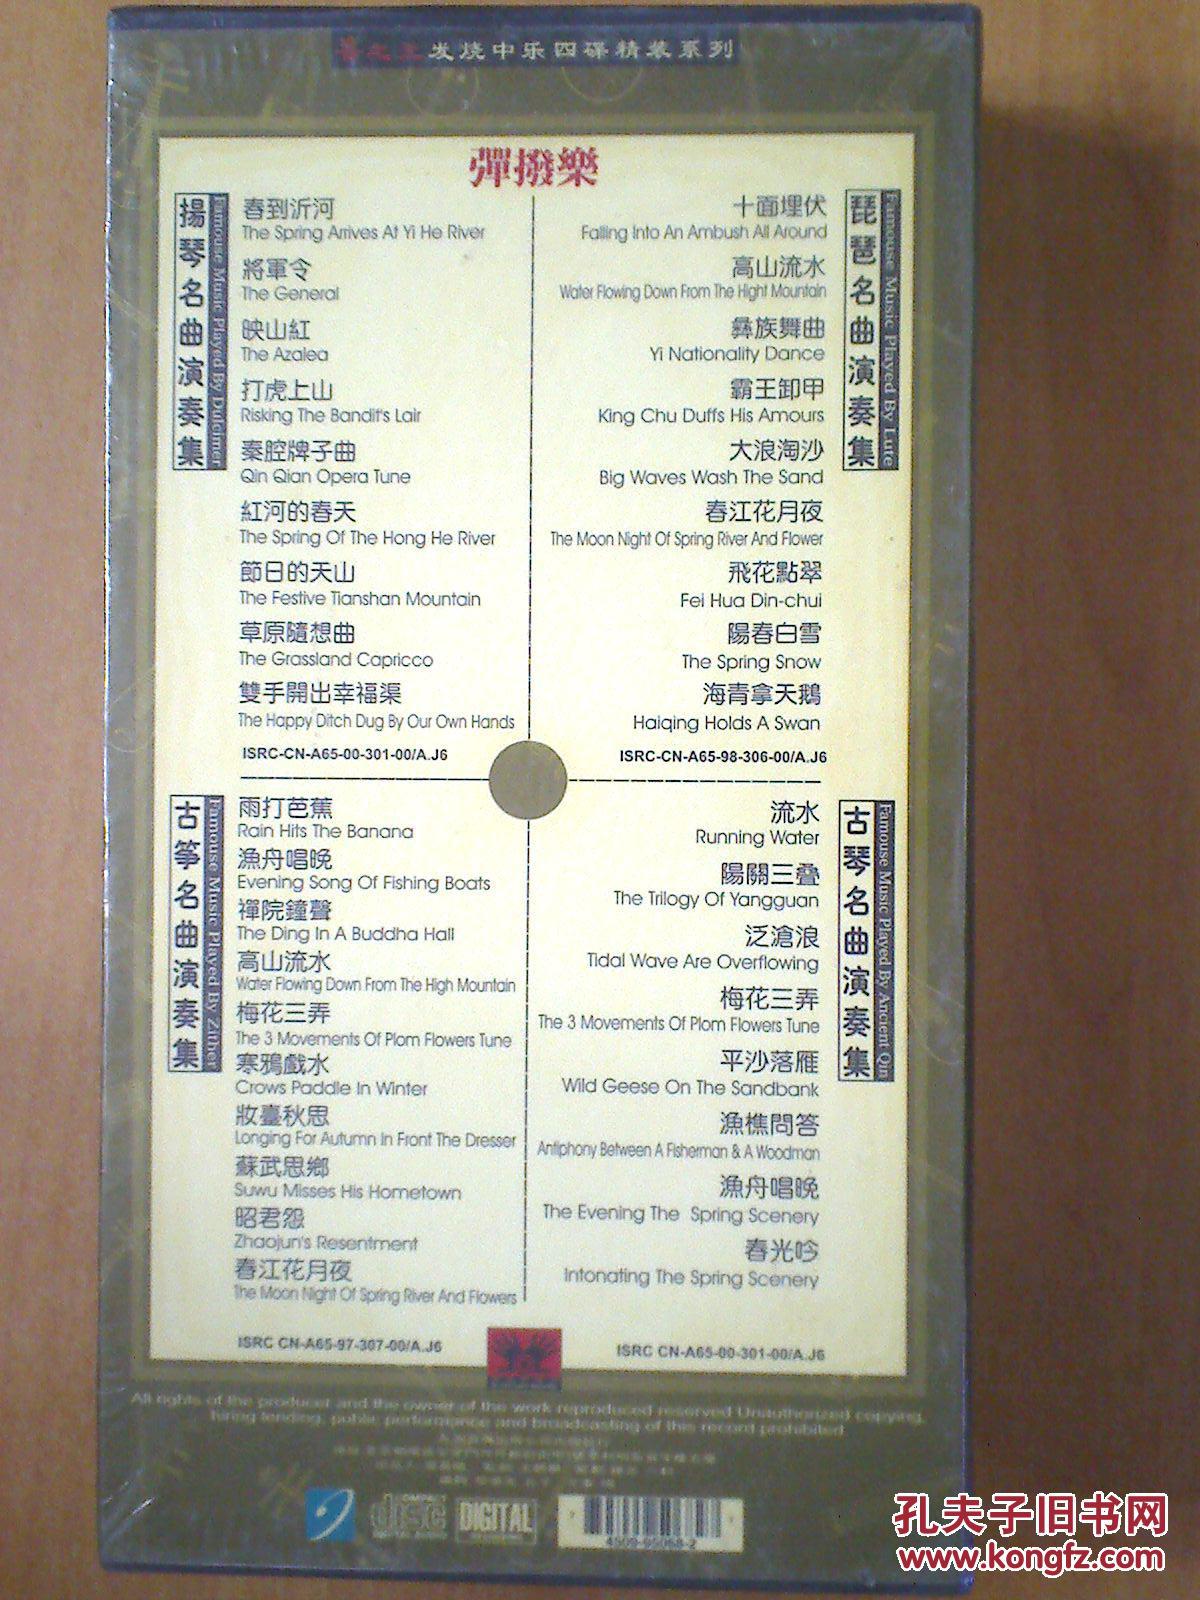 发烧中乐四碟精装系列
彈撥樂
揚琴名曲演奏集
Famouse Music Played By Dulcimer
春到沂河
The Spring Arrives At Yi He River
將軍令
The General
映山紅
The Azalea
打虎上山
Risking The Bandit's Lair
秦腔牌子曲
Qin Qian Opera Tune
紅河的春天
The Spring Of The Hong He River
節日的天山
The Festive Tianshan Mountain
草原隨想曲
The Grassland Capricco
雙手開出幸福渠
The Happy Ditch Dug By Our Own Hands
ISRC-CN-A65-00-301-00/A.J6
琵琶名曲演奏集
Famouse Music Played By Lute
十面埋伏
Falling Into An Ambush All Around
高山流水
Water Flowing Down From The Hight Mountain
彝族舞曲
Yi Nationality Dance
霸王卸甲
King Chu Duffs His Amours
大浪淘沙
Big Waves Wash The Sand
春江花月夜
The Moon Night Of Spring River And Flower
飛花點翠
Fei Hua Din-chui
陽春白雪
The Spring Snow
海青拿天鵝
Haiqing Holds A Swan
ISRC-CN-A65-98-306-00/A.J6
古筝名曲演奏集
Famouse Music Played By Zither
雨打芭蕉
Rain Hits The Banana
漁舟唱晚
Evening Song Of Fishing Boats
禪院鐘聲
The Ding In A Buddha Hall
高山流水
Water Flowing Down From The High Mountain
梅花三弄
The 3 Movements Of Plom Flowers Tune
寒鴉戲水
Crows Paddle In Winter
妝臺秋思
Longing For Autumn In Front The Dresser
蘇武思鄉
Suwu Misses His Hometown
昭君怨
Zhaojun's Resentment
春江花月夜
The Moon Night Of Spring River And Flowers
ISRC CN-A65-97-307-00/A.J6
古琴名曲演奏集
Famouse Music Played By Ancient Qin
流水
Running Water
陽關三叠
The Trilogy Of Yangguan
泛滄浪
Tidal Wave Are Overflowing
梅花三弄
The 3 Movements Of Plom Flowers Tune
平沙落雁
Wild Geese On The Sandbank
漁樵問答
Antiphony Between A Fisherman & A Woodman
漁舟唱晚
The Evening The Spring Scenery
春光吟
Intonating The Spring Scenery
ISRC CN-A65-00-301-00/A.J6
All rights of the producer and the owner of the work reproduced reserved Unauthorized copying,
hiring lending, public performance and broadcasting of this record prohibited
COMPACT
disc
DIGITAL AUDIO
DIGITAL
孔夫子旧书网
www.kongfz.com